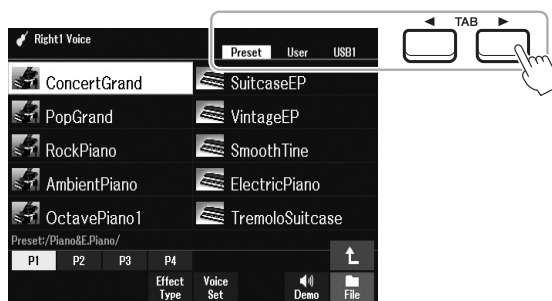 ◄ TAB ►
Right1 Voice
Preset User USB1
ConcertGrand SuitcaseEP
PopGrand VintageEP
RockPiano SmoothTine
AmbientPiano ElectricPiano
OctavePiano1 TremoloSuitcase
Preset:/Piano&E.Piano/
P1 P2 P3 P4
Effect Type Voice Set Demo File